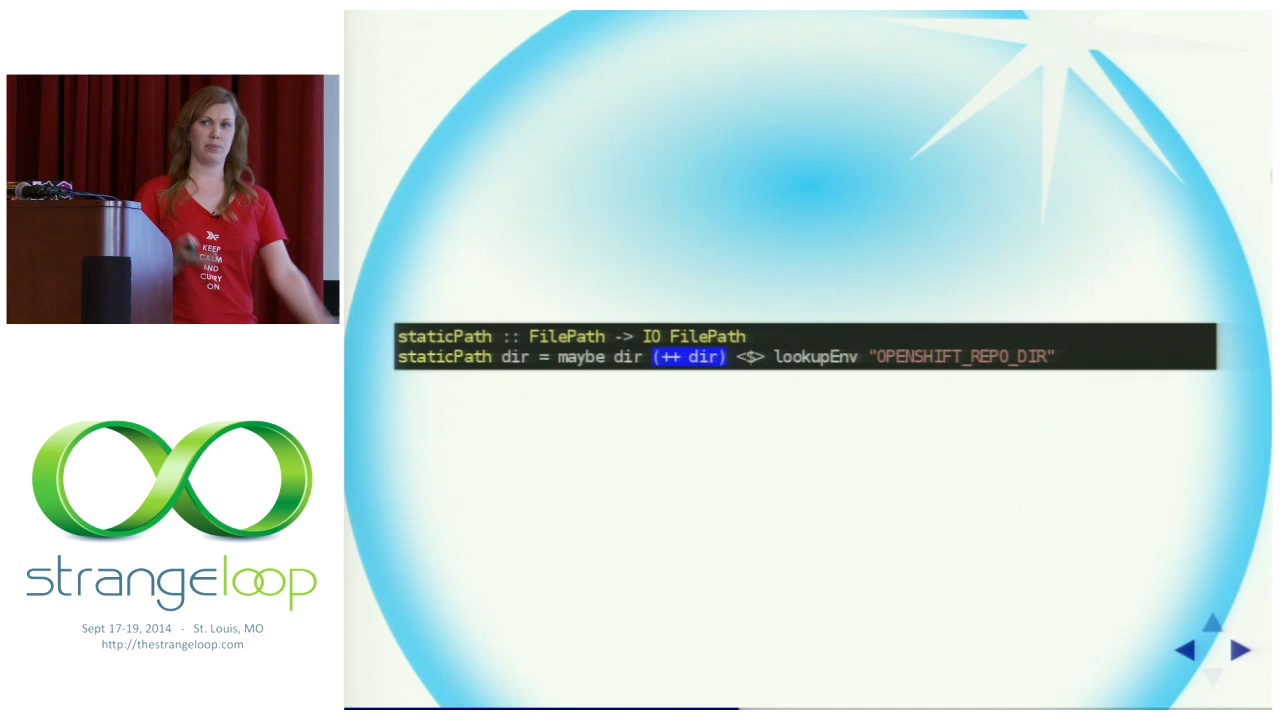 KEEP
CALM
AND
CURRY
ON
staticPath :: FilePath -> IO FilePath
staticPath dir = maybe dir (++ dir) <$> lookupEnv "OPENSHIFT_REPO_DIR"
strangeloop
Sept 17-19, 2014 - St. Louis, MO
http://thestrangeloop.com